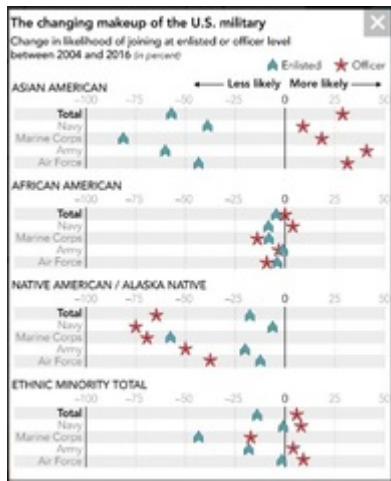 The changing makeup of the U.S. military
Change in likelihood of joining at enlisted or officer level
between 2004 and 2016 (in percent)
Enlisted Officer
Less likely More likely
ASIAN AMERICAN
-100 -75 -50 -25 0 25 50
Total
Navy
Marine Corps
Army
Air Force
AFRICAN AMERICAN
-100 -75 -50 -25 0 25 50
Total
Navy
Marine Corps
Army
Air Force
NATIVE AMERICAN / ALASKA NATIVE
-100 -75 -50 -25 0 25 50
Total
Navy
Marine Corps
Army
Air Force
ETHNIC MINORITY TOTAL
-100 -75 -50 -25 0 25 50
Total
Navy
Marine Corps
Army
Air Force